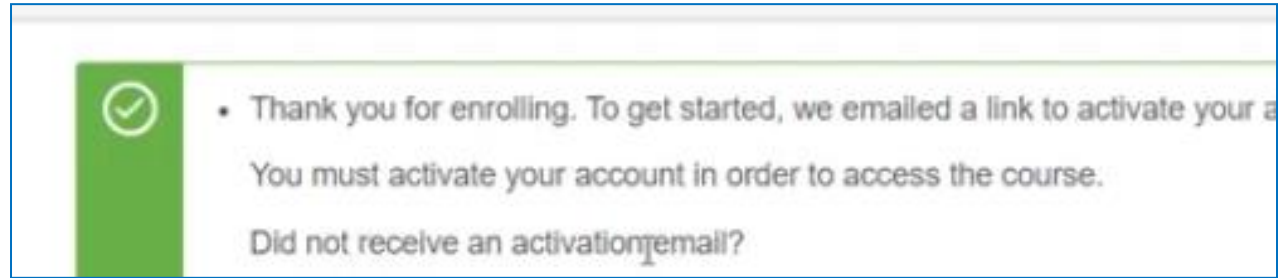 Thank you for enrolling. To get started, we emailed a link to activate your a
You must activate your account in order to access the course.
Did not receive an activation email?